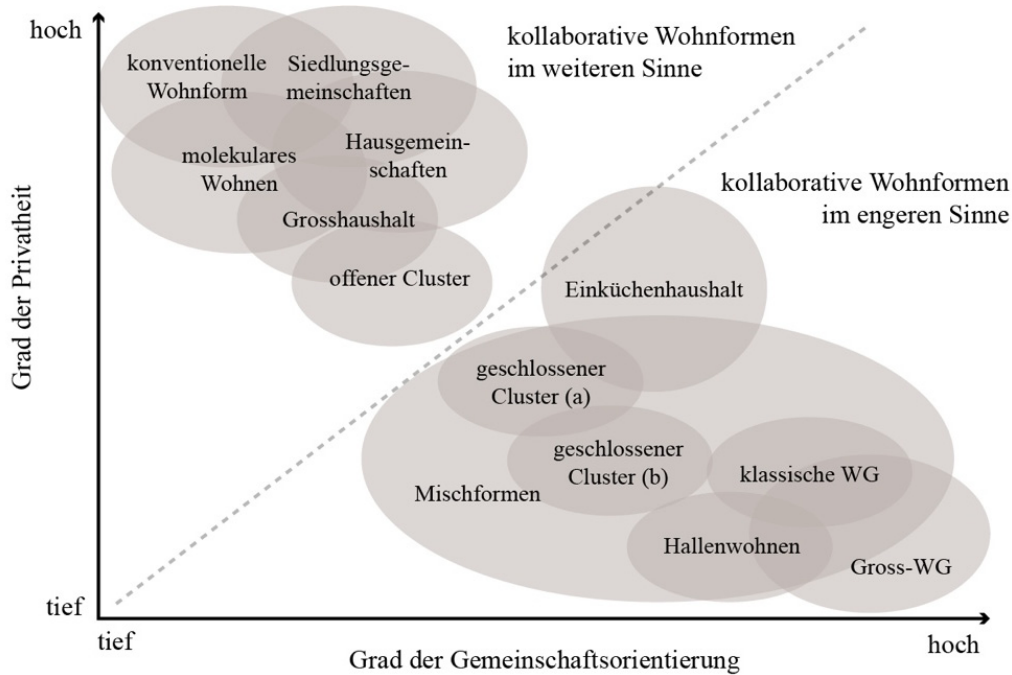 hoch
kollaborative Wohnformen
im weiteren Sinne
konventionelle
Wohnform
Siedlungsge-
meinschaften
Hausgemein-
schaften
molekulares
Wohnen
kollaborative Wohnformen
im engeren Sinne
Grosshaushalt
offener Cluster
Einküchenhaushalt
Grad der Privatheit
geschlossener
Cluster (a)
geschlossener
Cluster (b)
klassische WG
Mischformen
Hallenwohnen
Gross-WG
tief
tief
hoch
Grad der Gemeinschaftsorientierung